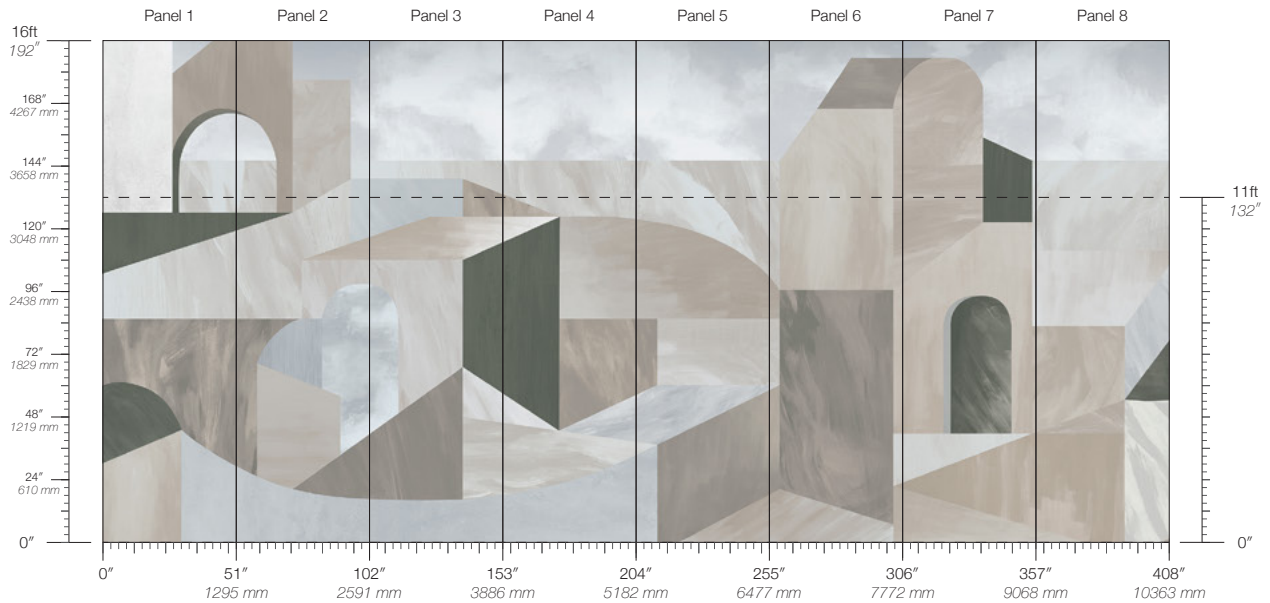 Panel 1 Panel 2 Panel 3 Panel 4 Panel 5 Panel 6 Panel 7 Panel 8
16ft
192″
168″
4267 mm
144″
3658 mm
11ft
132″
120″
3048 mm
96″
2438 mm
72″
1829 mm
48″
1219 mm
24″
610 mm
0″ 0″
0″ 51″ 102″ 153″ 204″ 255″ 306″ 357″ 408″
1295 mm 2591 mm 3886 mm 5182 mm 6477 mm 7772 mm 9068 mm 10363 mm